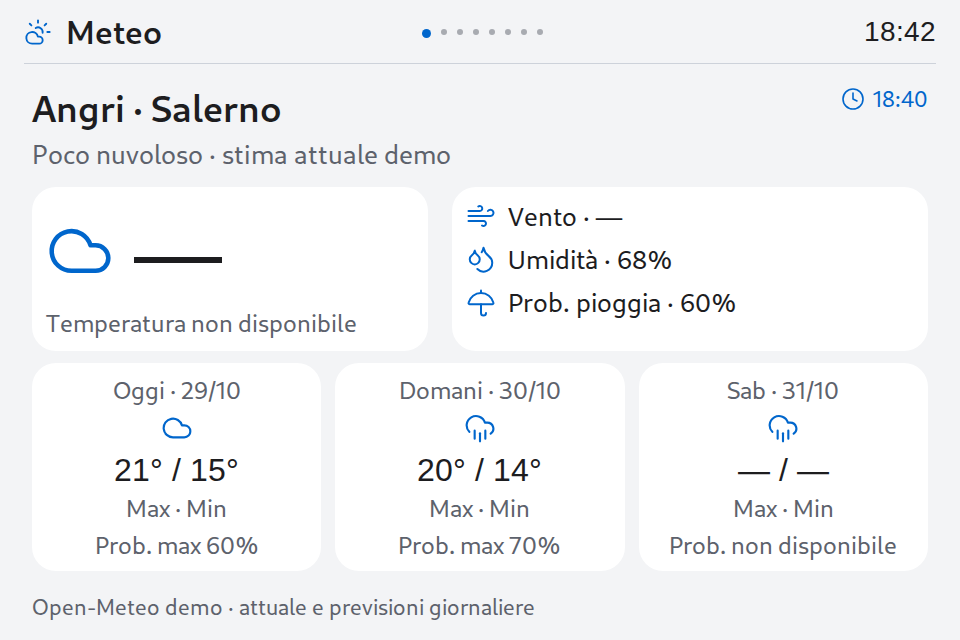 Meteo
18:42
Angri · Salerno
18:40
Poco nuvoloso · stima attuale demo
—
Temperatura non disponibile
Vento · —
Umidità · 68%
Prob. pioggia · 60%
Oggi · 29/10
21° / 15°
Max · Min
Prob. max 60%
Domani · 30/10
20° / 14°
Max · Min
Prob. max 70%
Sab · 31/10
— / —
Max · Min
Prob. non disponibile
Open-Meteo demo · attuale e previsioni giornaliere